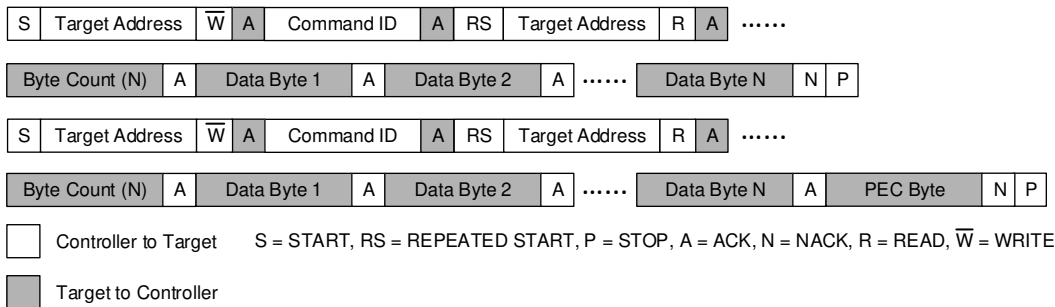 S Target Address W̅ A Command ID A RS Target Address R A ......
Byte Count (N) A Data Byte 1 A Data Byte 2 A ...... Data Byte N N P
S Target Address W̅ A Command ID A RS Target Address R A ......
Byte Count (N) A Data Byte 1 A Data Byte 2 A ...... Data Byte N A PEC Byte N P
Controller to Target S = START, RS = REPEATED START, P = STOP, A = ACK, N = NACK, R = READ, W̅ = WRITE
Target to Controller